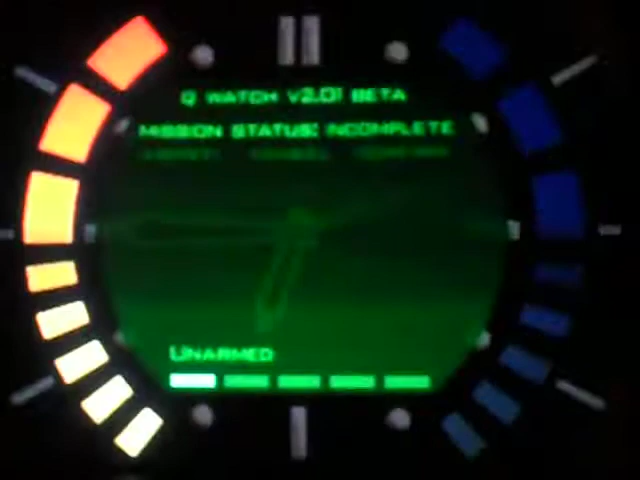 Q WATCH V2.01 BETA
MISSION STATUS: INCOMPLETE
UNARMED